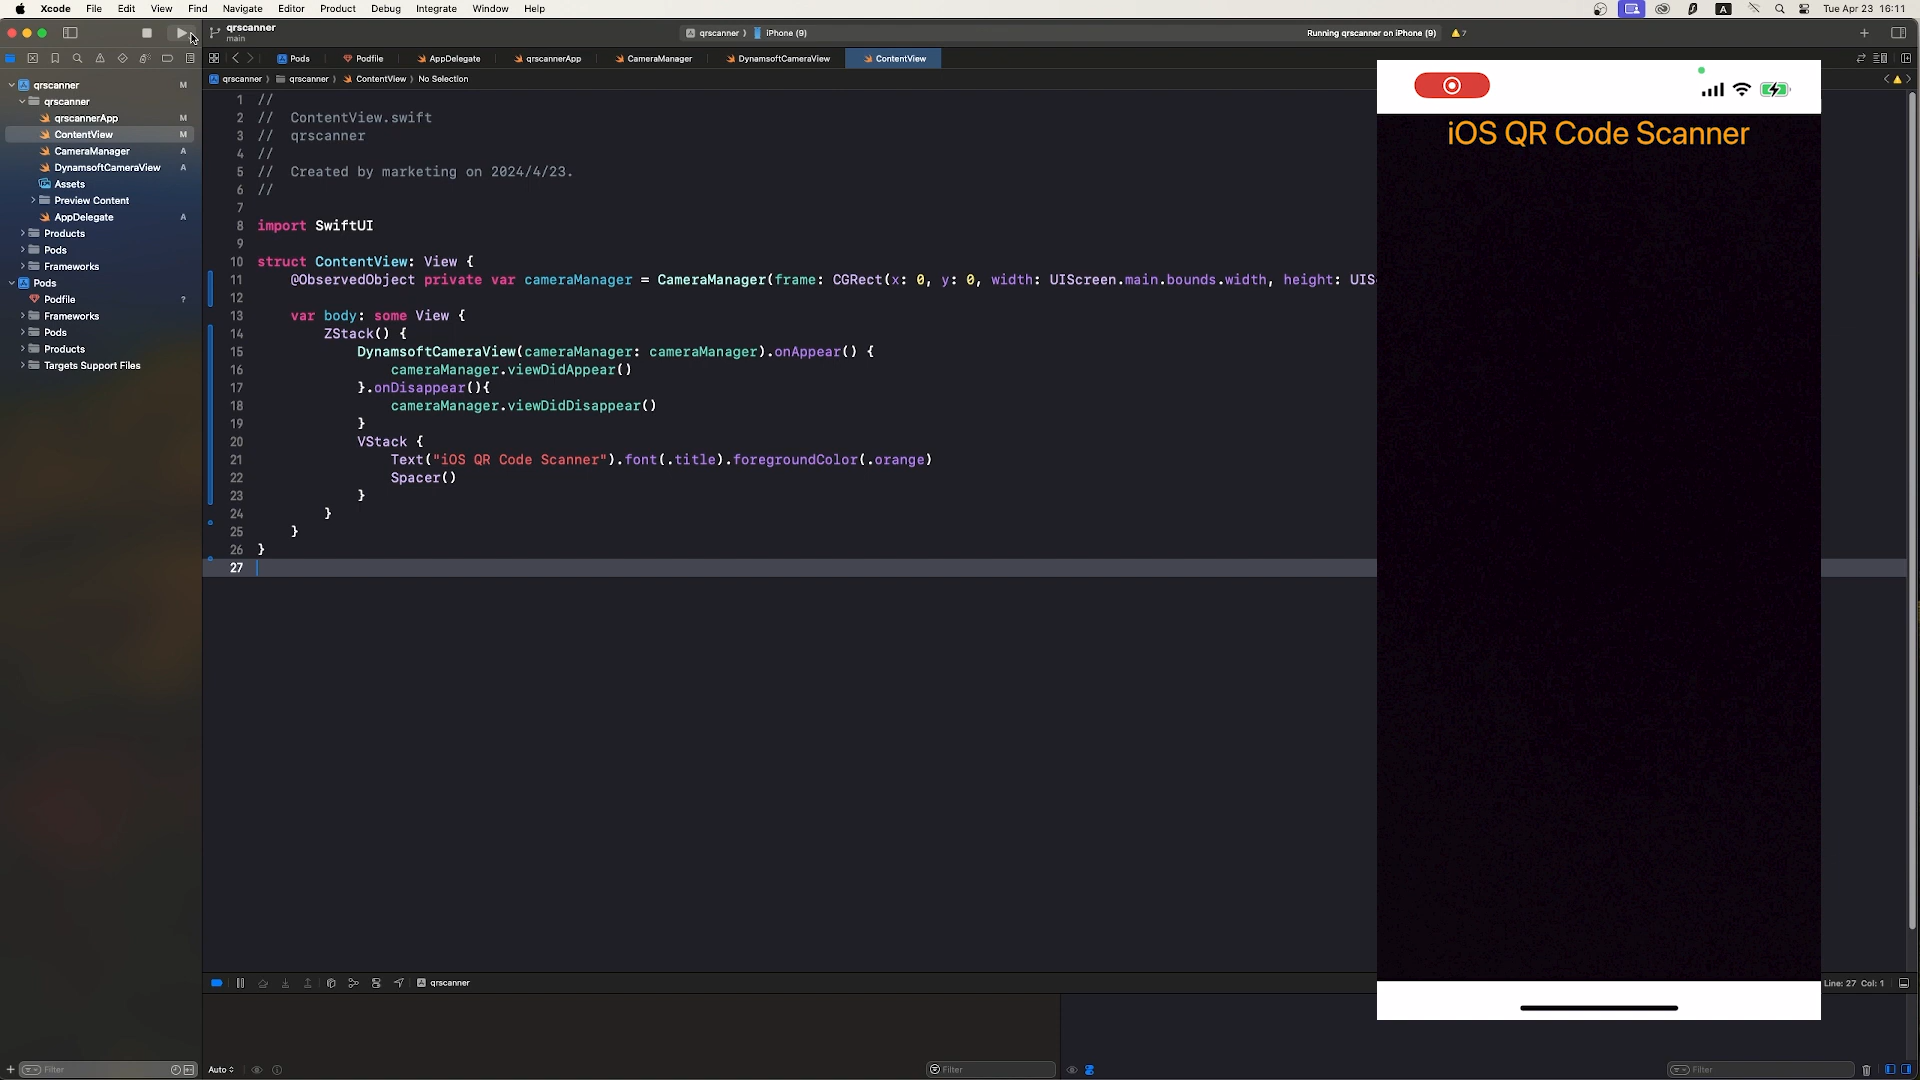 Xcode File Edit View Find Navigate Editor Product Debug Integrate Window Help
A Tue Apr 23 16:11
qrscanner
main
qrscanner iPhone (9)
Running qrscanner on iPhone (9) 7
Pods Podfile AppDelegate qrscannerApp CameraManager DynamsoftCameraView ContentView
qrscanner qrscanner ContentView No Selection
qrscanner M
qrscanner
qrscannerApp M
ContentView M
CameraManager A
DynamsoftCameraView A
Assets
Preview Content
AppDelegate A
Products
Pods
Frameworks
Pods
Podfile ?
Frameworks
Pods
Products
Targets Support Files
1 //
2 // ContentView.swift
3 // qrscanner
4 //
5 // Created by marketing on 2024/4/23.
6 //
7
8 import SwiftUI
9
10 struct ContentView: View {
11 @ObservedObject private var cameraManager = CameraManager(frame: CGRect(x: 0, y: 0, width: UIScreen.main.bounds.width, height: UIS
12
13 var body: some View {
14 ZStack() {
15 DynamsoftCameraView(cameraManager: cameraManager).onAppear() {
16 cameraManager.viewDidAppear()
17 }.onDisappear(){
18 cameraManager.viewDidDisappear()
19 }
20 VStack {
21 Text("iOS QR Code Scanner").font(.title).foregroundColor(.orange)
22 Spacer()
23 }
24 }
25 }
26 }
27
iOS QR Code Scanner
qrscanner
Line: 27 Col: 1
Filter
Auto
Filter
Filter